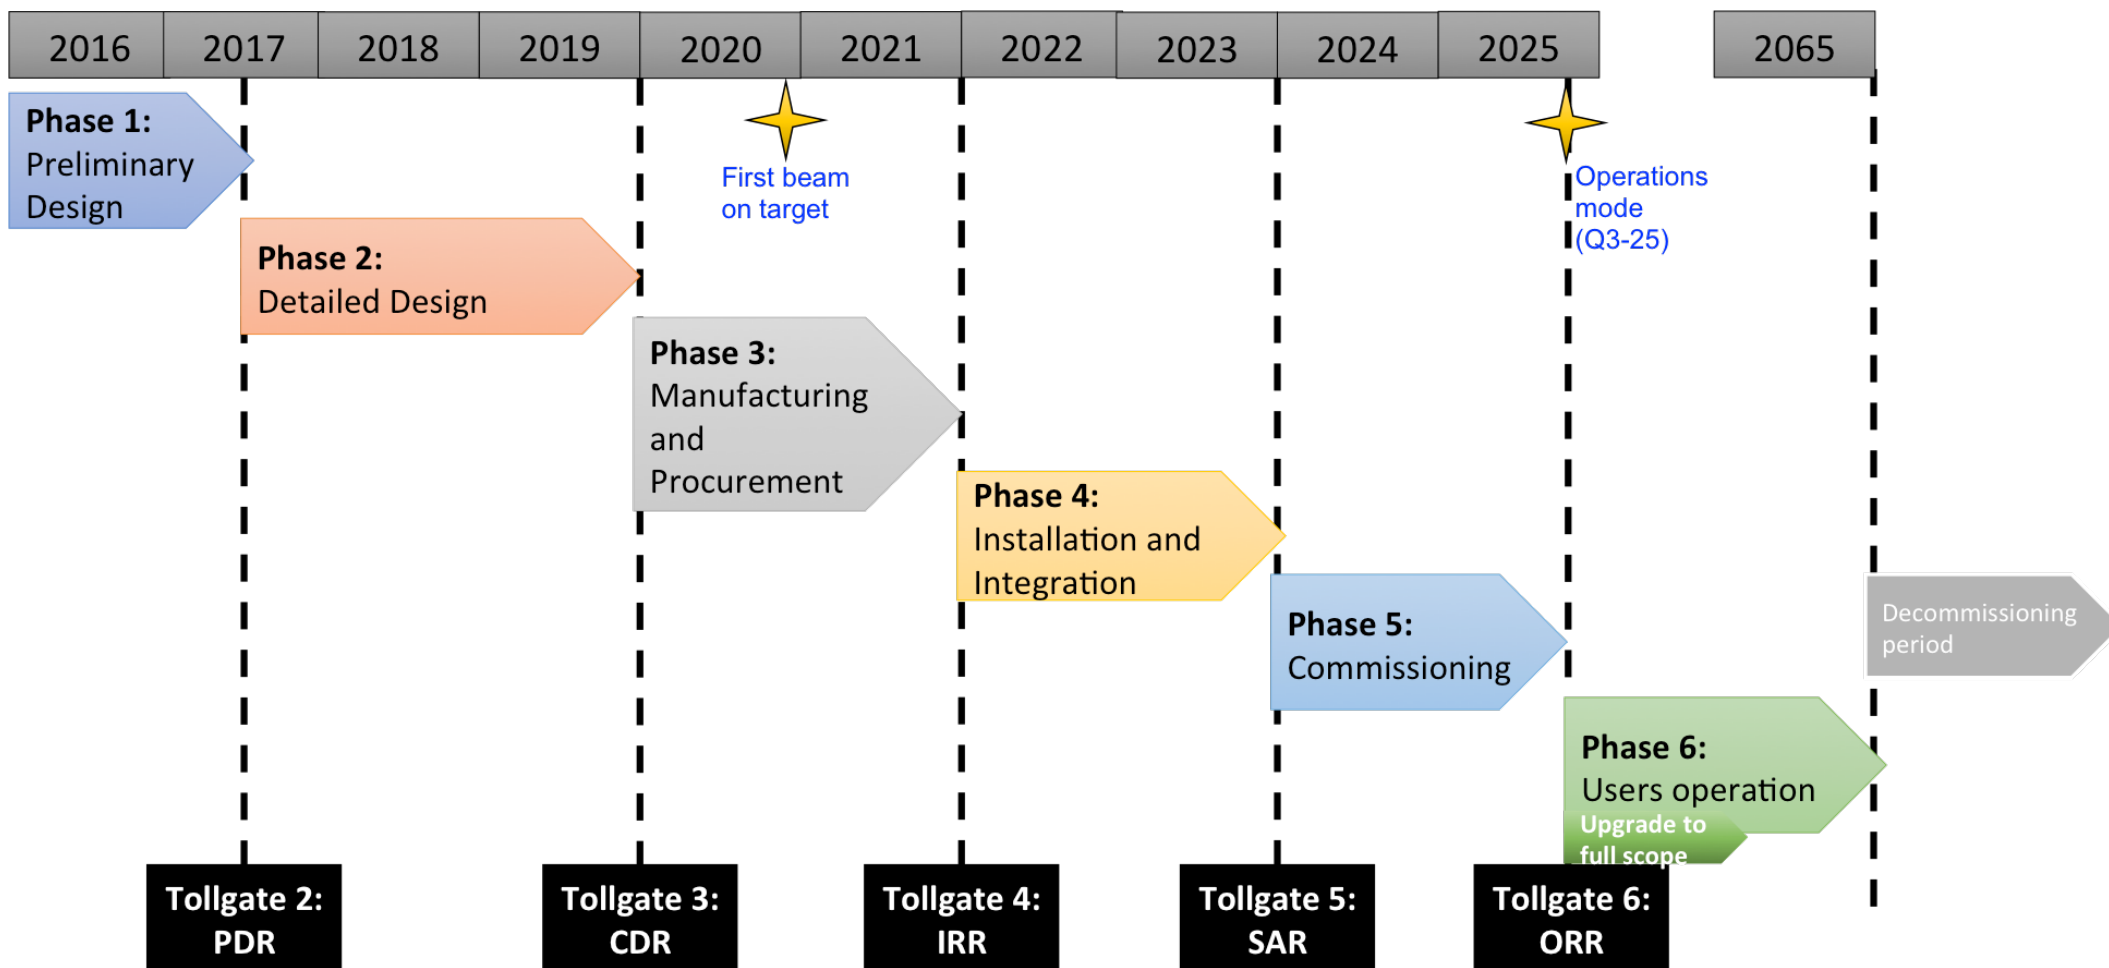 2016 2017 2018 2019 2020 2021 2022 2023 2024 2025 2065
Phase 1:
Preliminary
Design
First beam
on target
Operations
mode
(Q3-25)
Phase 2:
Detailed Design
Phase 3:
Manufacturing
and
Procurement
Phase 4:
Installation and
Integration
Phase 5:
Commissioning
Decommissioning
period
Phase 6:
Users operation
Upgrade to
full scope
Tollgate 2:
PDR
Tollgate 3:
CDR
Tollgate 4:
IRR
Tollgate 5:
SAR
Tollgate 6:
ORR